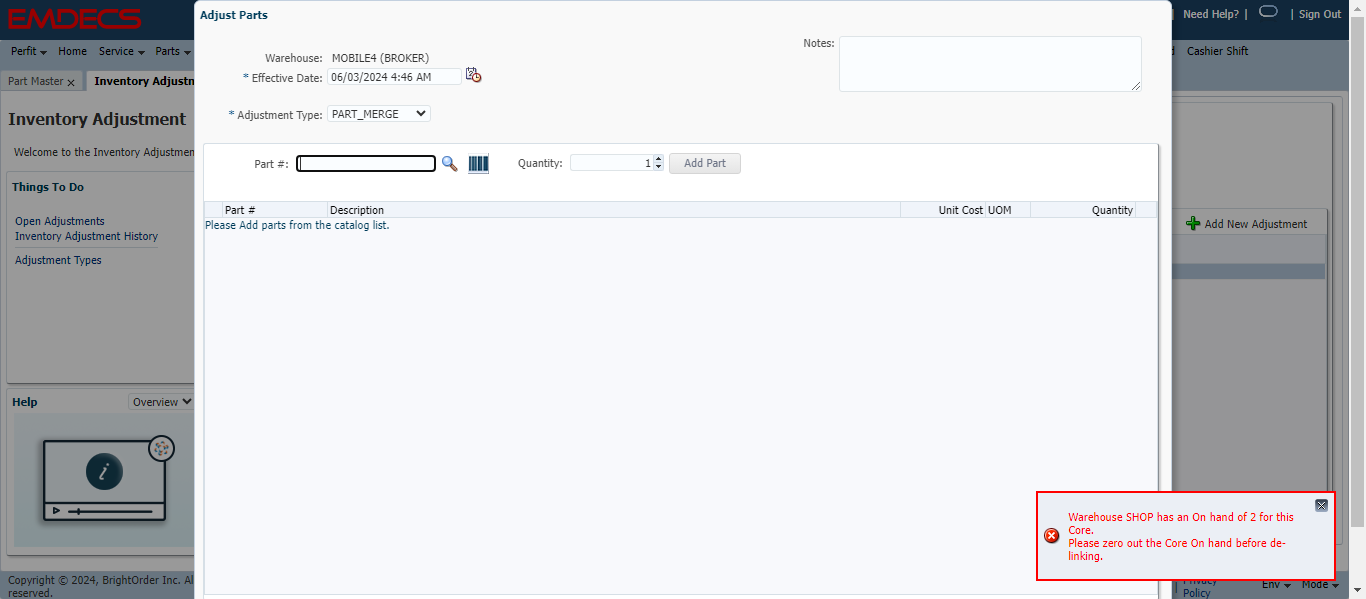 EMDECS
Need Help? |
| Sign Out
Perfit
Home
Service
Parts
Cashier Shift
Part Master x
Inventory Adjustn
Inventory Adjustment
Welcome to the Inventory Adjustmen
Things To Do
Open Adjustments
Inventory Adjustment History
Adjustment Types
Help
Overview
Copyright © 2024, BrightOrder Inc. Al
reserved.
Adjust Parts
Warehouse: MOBILE4 (BROKER)
* Effective Date: 06/03/2024 4:46 AM
* Adjustment Type: PART_MERGE
Notes:
Part #:
Quantity: 1
Add Part
Part # Description Unit Cost UOM Quantity
Please Add parts from the catalog list.
Add New Adjustment
Warehouse SHOP has an On hand of 2 for this
Core.
Please zero out the Core On hand before de-
linking.
Privacy
Policy
Env
Mode